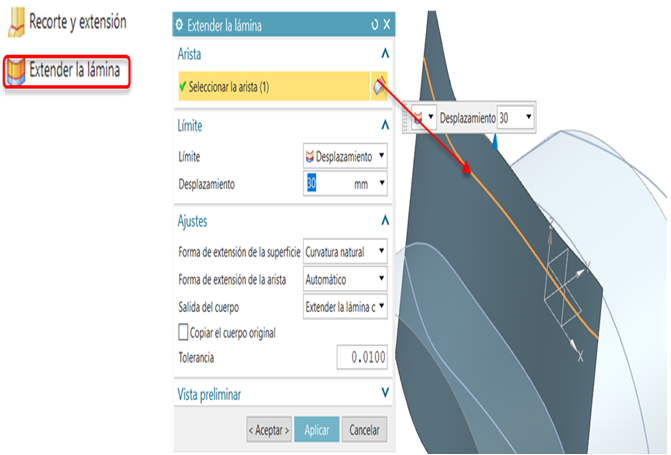 Recorte y extensión
Extender la lámina
Extender la lámina
Arista
Seleccionar la arista (1)
Límite
Límite Desplazamiento
Desplazamiento 30 mm
Ajustes
Forma de extensión de la superficie Curvatura natural
Forma de extensión de la arista Automático
Salida del cuerpo Extender la lámina c
Copiar el cuerpo original
Tolerancia 0.0100
Vista preliminar
< Aceptar > Aplicar Cancelar
Desplazamiento 30
Z
Y
X